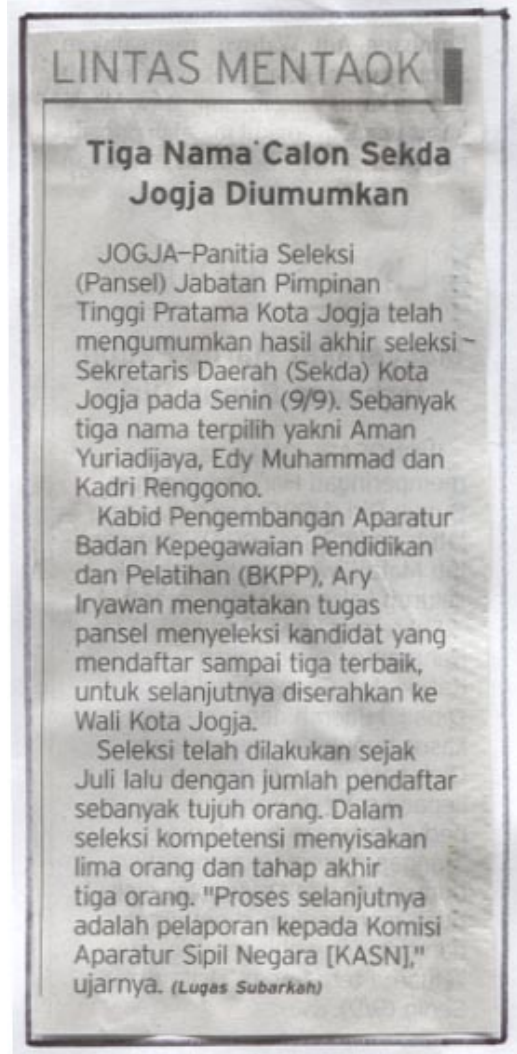 LINTAS MENTAOK
Tiga Nama Calon Sekda
Jogja Diumumkan
JOGJA—Panitia Seleksi
(Pansel) Jabatan Pimpinan
Tinggi Pratama Kota Jogja telah
mengumumkan hasil akhir seleksi
Sekretaris Daerah (Sekda) Kota
Jogja pada Senin (9/9). Sebanyak
tiga nama terpilih yakni Aman
Yuriadijaya, Edy Muhammad dan
Kadri Renggono.
Kabid Pengembangan Aparatur
Badan Kepegawaian Pendidikan
dan Pelatihan (BKPP), Ary
Iryawan mengatakan tugas
pansel menyeleksi kandidat yang
mendaftar sampai tiga terbaik,
untuk selanjutnya diserahkan ke
Wali Kota Jogja.
Seleksi telah dilakukan sejak
Juli lalu dengan jumlah pendaftar
sebanyak tujuh orang. Dalam
seleksi kompetensi menyisakan
lima orang dan tahap akhir
tiga orang. "Proses selanjutnya
adalah pelaporan kepada Komisi
Aparatur Sipil Negara [KASN],"
ujarnya. (Lugas Subarkah)